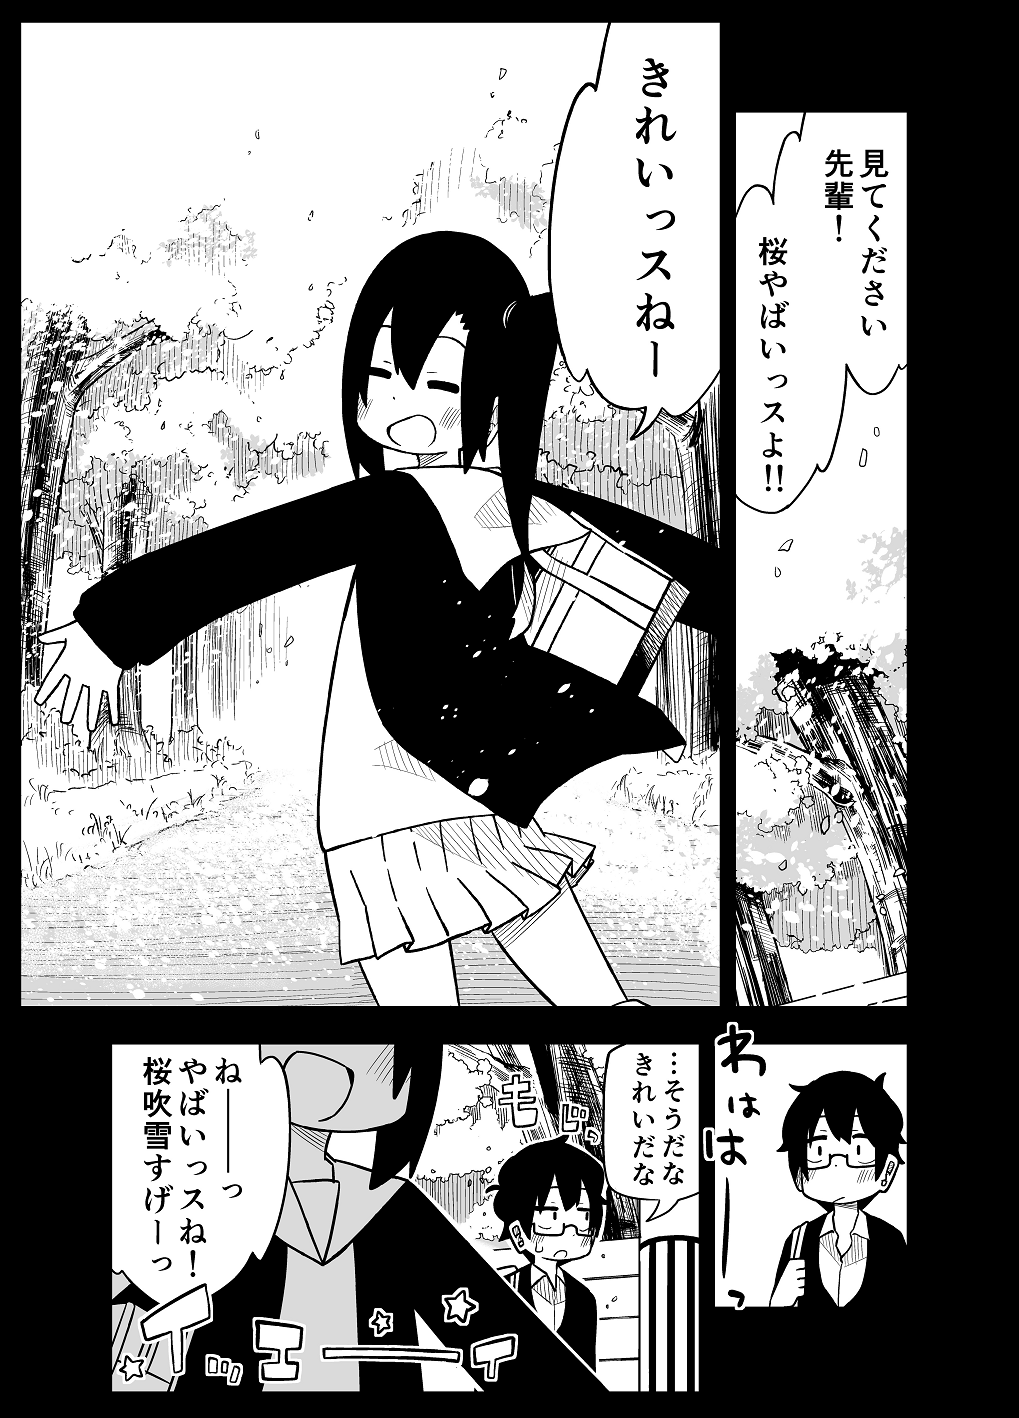 見てください
先輩！
桜やばいっスよ!!
きれいっスねー
わはは
はーーっ
…そうだな
きれいだな
もじっ
ね――っ
やばいっスね！
桜吹雪すげーっ
イエーイ